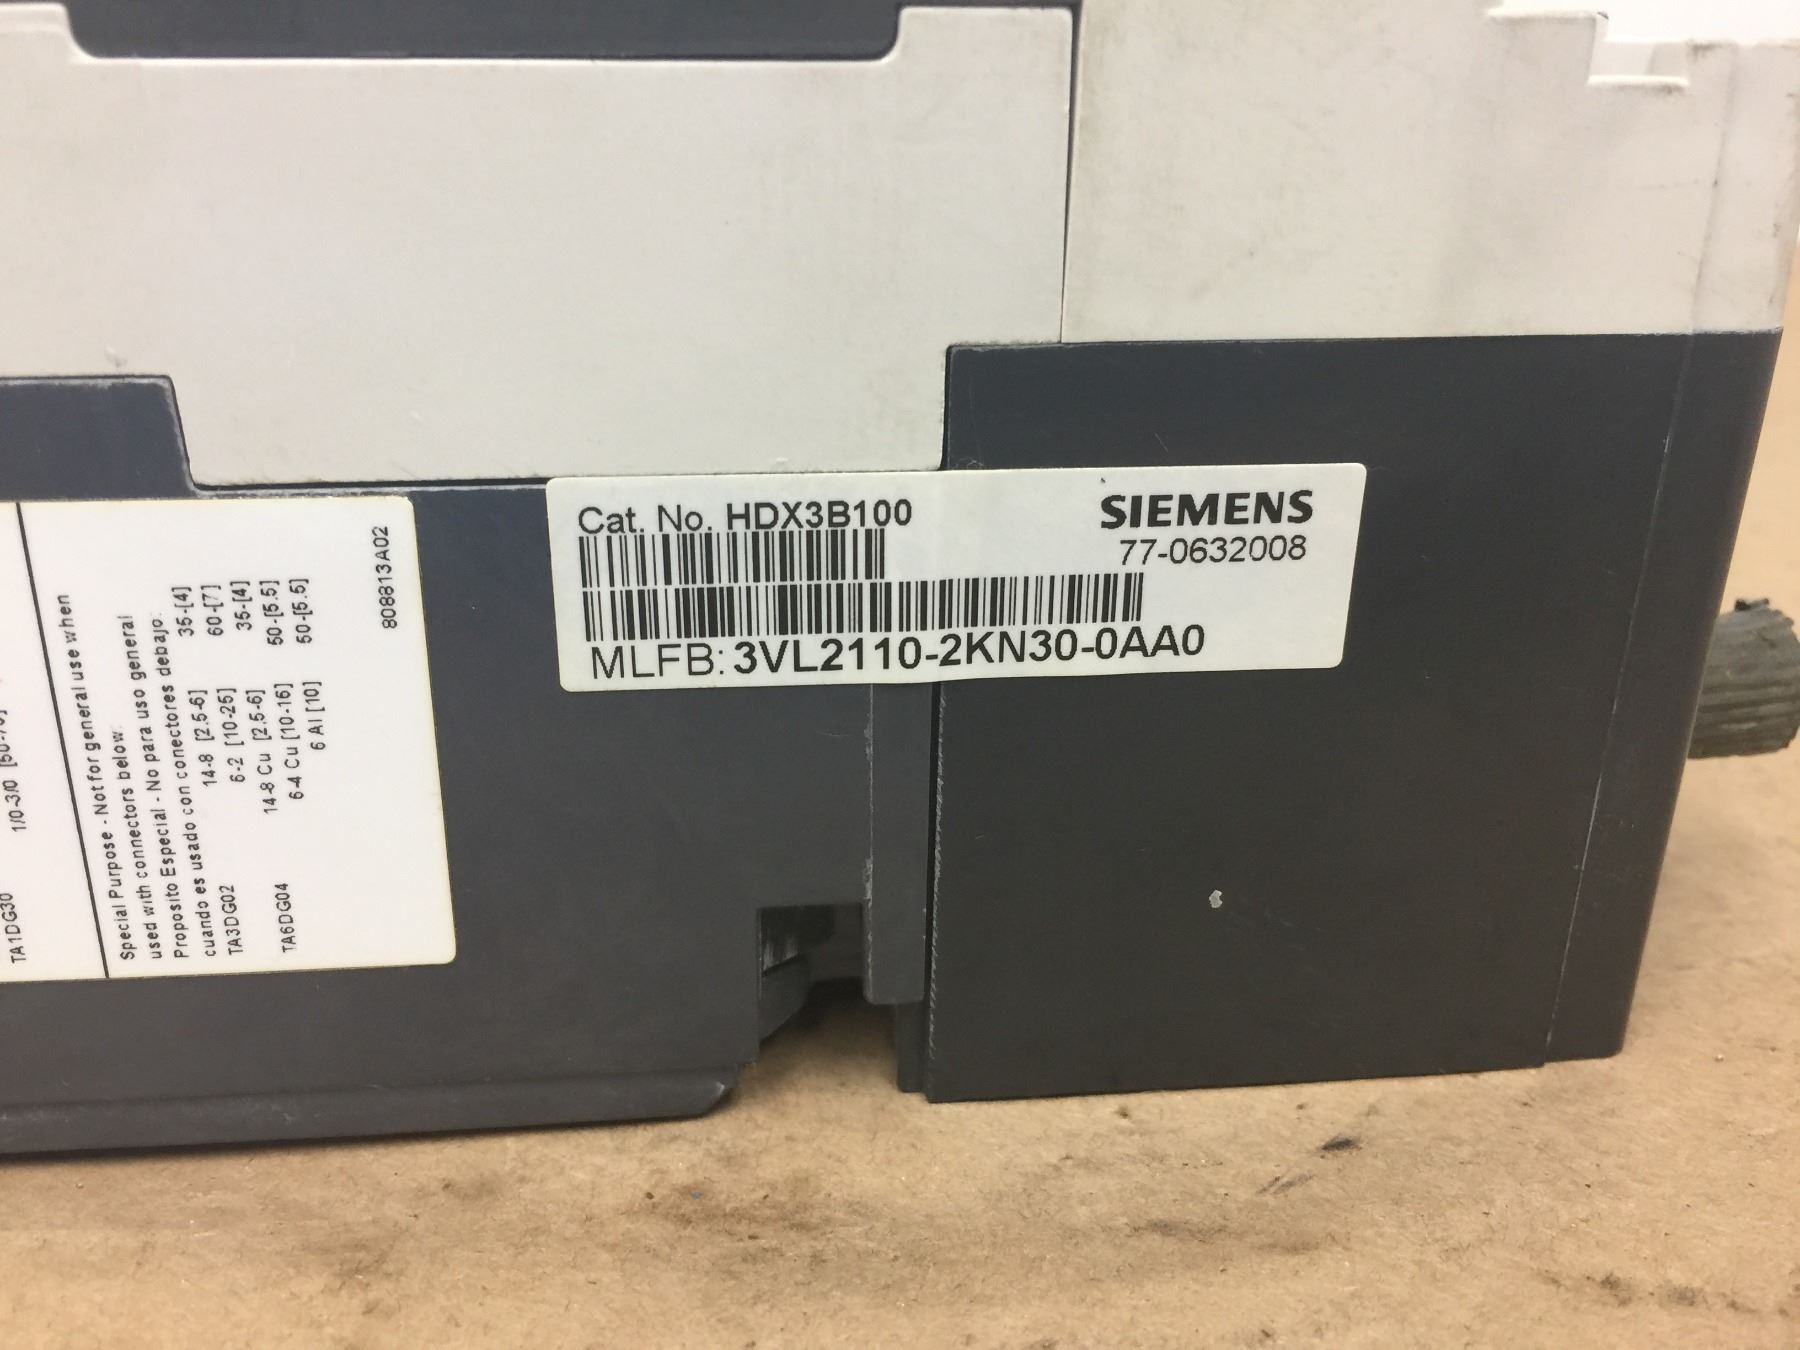 Cat. No. HDX3B100
SIEMENS
77-0632008
MLFB: 3VL2110-2KN30-0AA0
TA1DG30 1/0-3/0
Special Purpose - Not for general use when
used with connectors below:
Proposito Especial - No para uso general
cuando es usado con conectores debajo:
TA3DG02 14-8 [2.5-6] 35-[4]
6-2 [10-25] 60-[7]
TA6DG04 14-8 Cu [2.5-6] 35-[4]
6-4 Cu [10-16] 50-[5.5]
6 Al [10] 50-[5.5]
808813A02